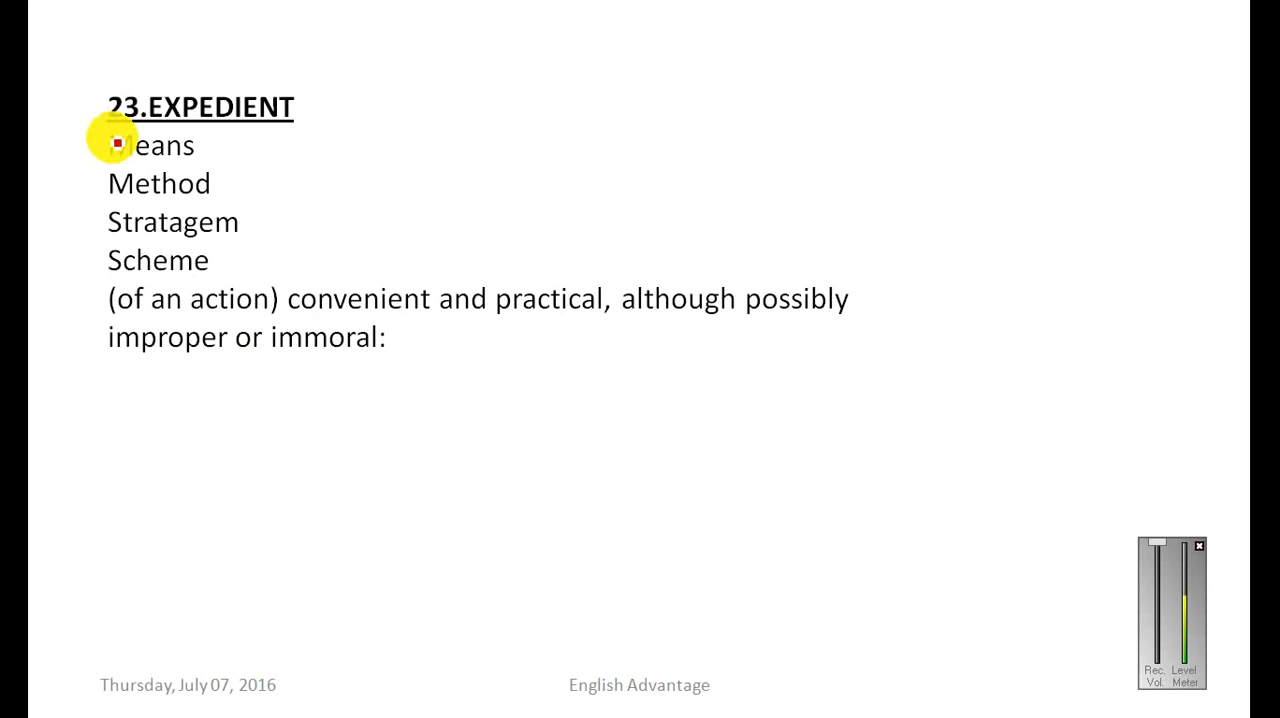 23.EXPEDIENT
Means
Method
Stratagem
Scheme
(of an action) convenient and practical, although possibly
improper or immoral:
Rec. Level
Vol. Meter
Thursday, July 07, 2016
English Advantage